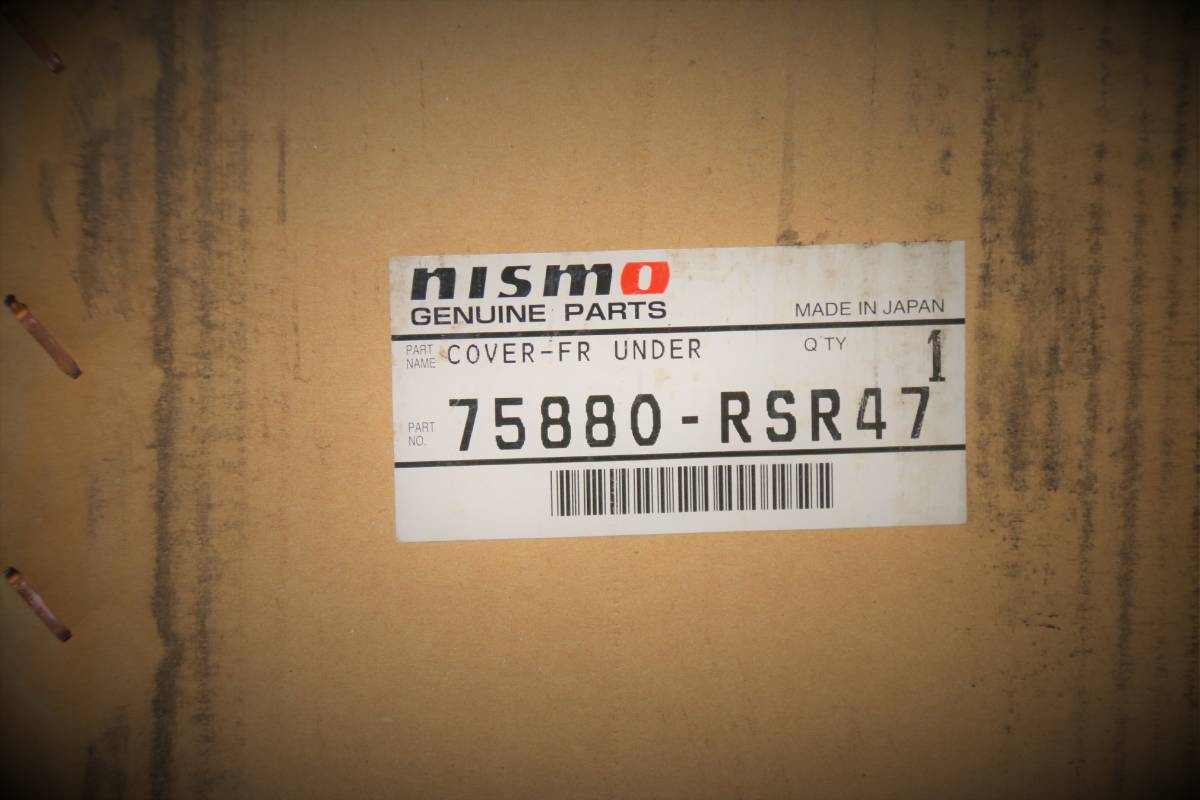 nismo
GENUINE PARTS
MADE IN JAPAN
PART NAME COVER-FR UNDER
Q'TY 1
PART NO. 75880-RSR47